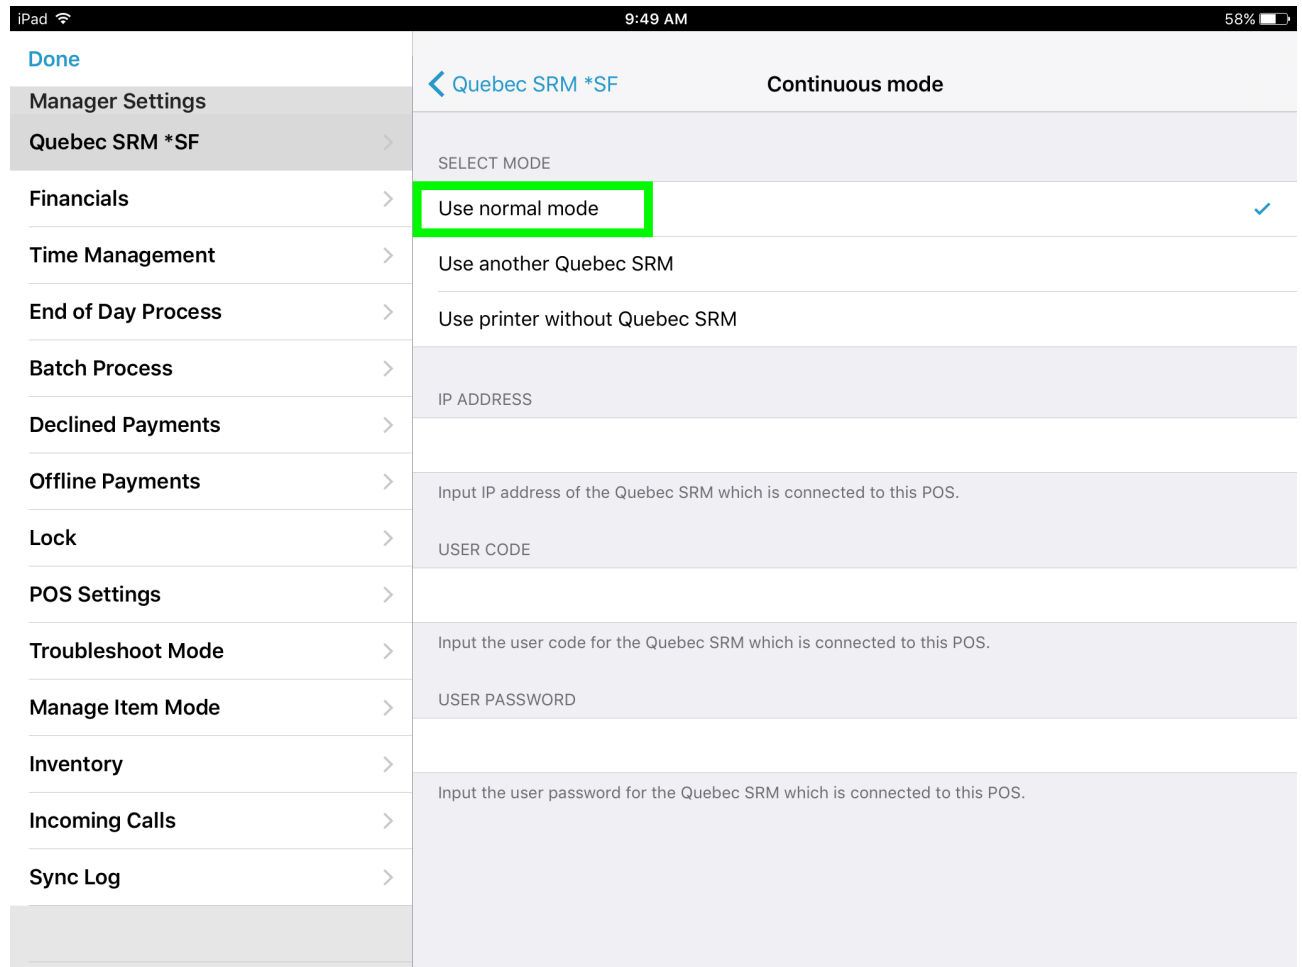 iPad
9:49 AM
58%
Done
Manager Settings
Quebec SRM *SF
Financials
Time Management
End of Day Process
Batch Process
Declined Payments
Offline Payments
Lock
POS Settings
Troubleshoot Mode
Manage Item Mode
Inventory
Incoming Calls
Sync Log
Quebec SRM *SF
Continuous mode
SELECT MODE
Use normal mode
Use another Quebec SRM
Use printer without Quebec SRM
IP ADDRESS
Input IP address of the Quebec SRM which is connected to this POS.
USER CODE
Input the user code for the Quebec SRM which is connected to this POS.
USER PASSWORD
Input the user password for the Quebec SRM which is connected to this POS.